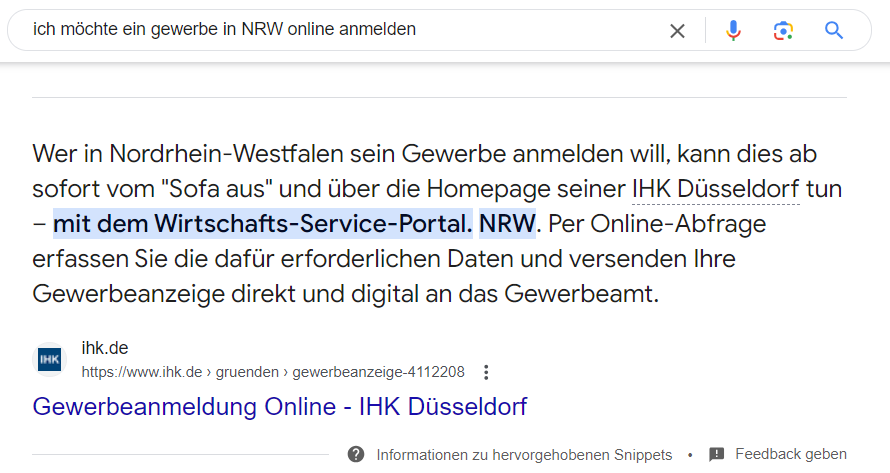 ich möchte ein gewerbe in NRW online anmelden
Wer in Nordrhein-Westfalen sein Gewerbe anmelden will, kann dies ab
sofort vom "Sofa aus" und über die Homepage seiner IHK Düsseldorf tun
– mit dem Wirtschafts-Service-Portal. NRW. Per Online-Abfrage
erfassen Sie die dafür erforderlichen Daten und versenden Ihre
Gewerbeanzeige direkt und digital an das Gewerbeamt.
IHK
ihk.de
https://www.ihk.de › gruenden › gewerbeanzeige-4112208
Gewerbeanmeldung Online - IHK Düsseldorf
Informationen zu hervorgehobenen Snippets • Feedback geben